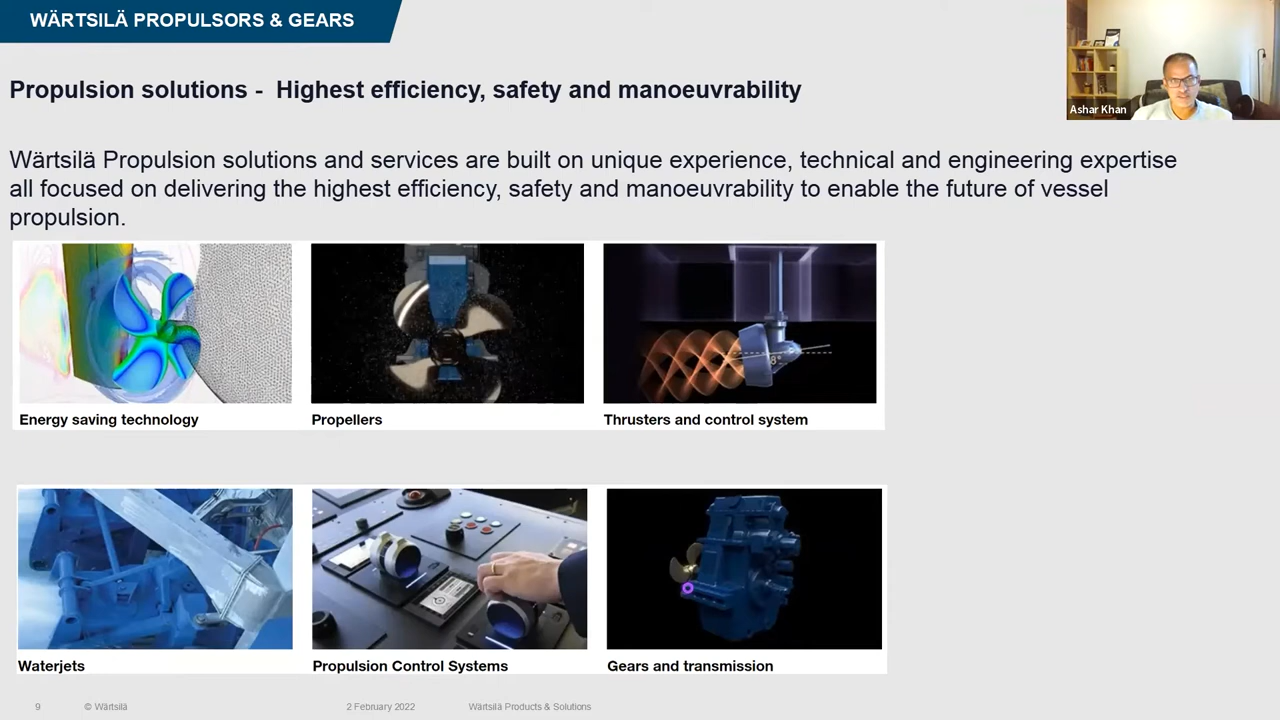 WÄRTSILÄ PROPULSORS & GEARS
Ashar Khan
Propulsion solutions - Highest efficiency, safety and manoeuvrability
Wärtsilä Propulsion solutions and services are built on unique experience, technical and engineering expertise
all focused on delivering the highest efficiency, safety and manoeuvrability to enable the future of vessel
propulsion.
8°
Energy saving technology
Propellers
Thrusters and control system
Waterjets
Propulsion Control Systems
Gears and transmission
9
© Wärtsilä
2 February 2022
Wärtsilä Products & Solutions